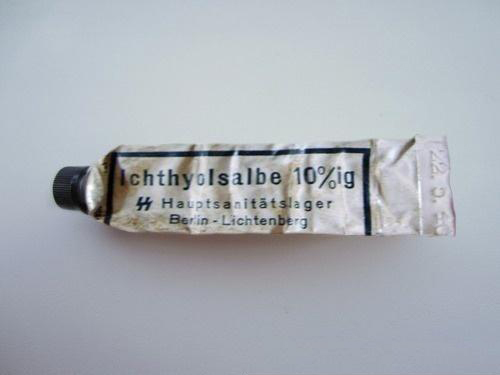 Ichthyolsalbe 10%ig
ᛋᛋ Hauptsanitätslager
Berlin - Lichtenberg